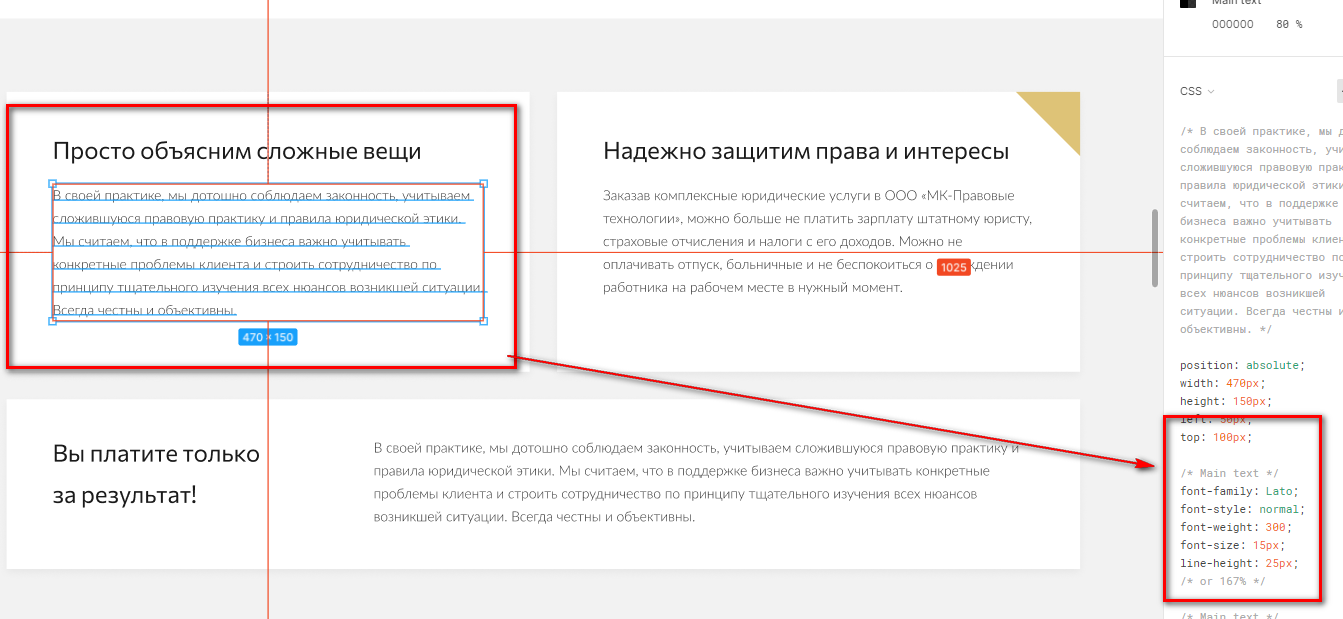 Просто объясним сложные вещи
В своей практике, мы дотошно соблюдаем законность, учитываем
сложившуюся правовую практику и правила юридической этики.
Мы считаем, что в поддержке бизнеса важно учитывать
конкретные проблемы клиента и строить сотрудничество по
принципу тщательного изучения всех нюансов возникшей ситуации.
Всегда честны и объективны.
470 × 150
Надежно защитим права и интересы
Заказав комплексные юридические услуги в ООО «МК-Правовые
технологии», можно больше не платить зарплату штатному юристу,
страховые отчисления и налоги с его доходов. Можно не
оплачивать отпуск, больничные и не беспокоиться о
1025
работника на рабочем месте в нужный момент.
Вы платите только
за результат!
В своей практике, мы дотошно соблюдаем законность, учитываем сложившуюся правовую практику и
правила юридической этики. Мы считаем, что в поддержке бизнеса важно учитывать конкретные
проблемы клиента и строить сотрудничество по принципу тщательного изучения всех нюансов
возникшей ситуации. Всегда честны и объективны.
Main text
000000 80 %
CSS
/* В своей практике, мы
соблюдаем законность,
сложившуюся правовую
правила юридической этики
считаем, что в поддержке
бизнеса важно учитывать
конкретные проблемы
строить сотрудничество по
принципу тщательного
всех нюансов возникшей
ситуации. Всегда честны и
объективны. */
position: absolute;
width: 470px;
height: 150px;
left: 50px;
top: 100px;
/* Main text */
font-family: Lato;
font-style: normal;
font-weight: 300;
font-size: 15px;
line-height: 25px;
/* or 167% */
/* Main text */